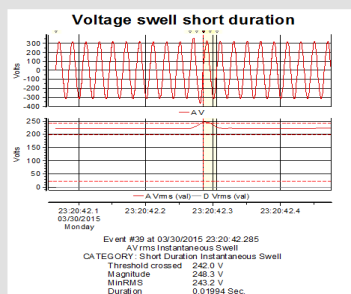 Voltage swell short duration
300
200
100
0
-100
-200
-300
-400
Volts
A V
250
200
150
100
50
0
Volts
A Vrms (val) D Vrms (val)
23:20:42.1 23:20:42.2 23:20:42.3 23:20:42.4
03/30/2015
Monday
Event #39 at 03/30/2015 23:20:42.285
AVrms Instantaneous Swell
CATEGORY: Short Duration Instantaneous Swell
Threshold crossed 242.0 V
Magnitude 248.3 V
MinRMS 243.2 V
Duration 0.01994 Sec.